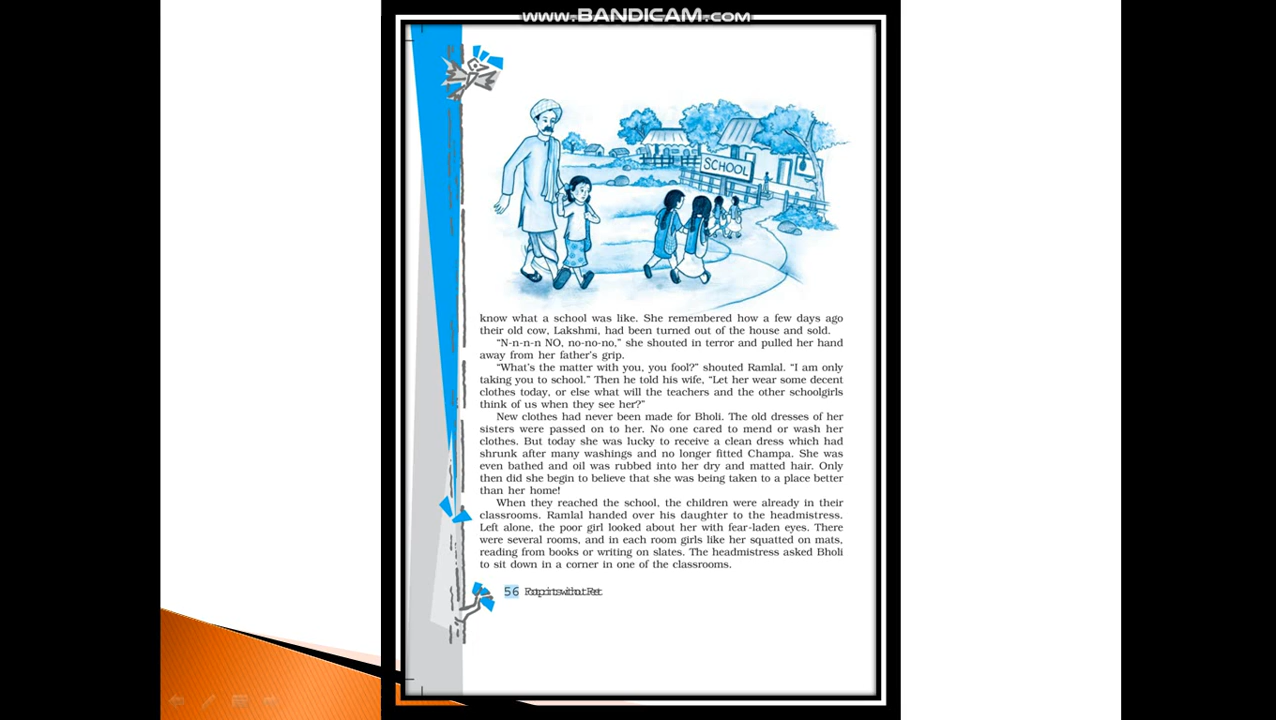 www.BANDICAM.com
SCHOOL
know what a school was like. She remembered how a few days ago
their old cow, Lakshmi, had been turned out of the house and sold.
“N-n-n-n NO, no-no-no,” she shouted in terror and pulled her hand
away from her father’s grip.
“What’s the matter with you, you fool?” shouted Ramlal. “I am only
taking you to school.” Then he told his wife, “Let her wear some decent
clothes today, or else what will the teachers and the other schoolgirls
think of us when they see her?”
New clothes had never been made for Bholi. The old dresses of her
sisters were passed on to her. No one cared to mend or wash her
clothes. But today she was lucky to receive a clean dress which had
shrunk after many washings and no longer fitted Champa. She was
even bathed and oil was rubbed into her dry and matted hair. Only
then did she begin to believe that she was being taken to a place better
than her home!
When they reached the school, the children were already in their
classrooms. Ramlal handed over his daughter to the headmistress.
Left alone, the poor girl looked about her with fear-laden eyes. There
were several rooms, and in each room girls like her squatted on mats,
reading from books or writing on slates. The headmistress asked Bholi
to sit down in a corner in one of the classrooms.
56 Footprints without Feet